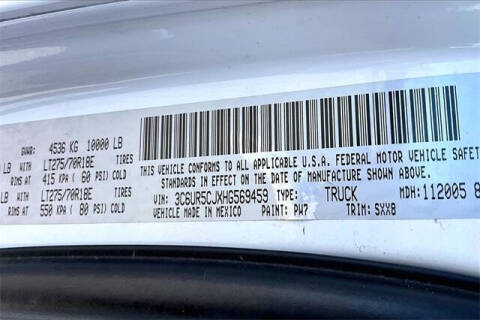 GVWR: 4536 KG 10000 LB
LB WITH LT275/70R18E TIRES
RIMS AT 415 KPA ( 60 PSI) COLD
LB WITH LT275/70R18E TIRES
RIMS AT 550 KPA ( 80 PSI) COLD
THIS VEHICLE CONFORMS TO ALL APPLICABLE U.S.A. FEDERAL MOTOR VEHICLE SAFET
STANDARDS IN EFFECT ON THE DATE OF MANUFACTURE SHOWN ABOVE.
VIN: 3C6UR5CJXHG569459 TYPE: TRUCK MDH: 112005 8
VEHICLE MADE IN MEXICO PAINT: PW7 TRIM: SXX8